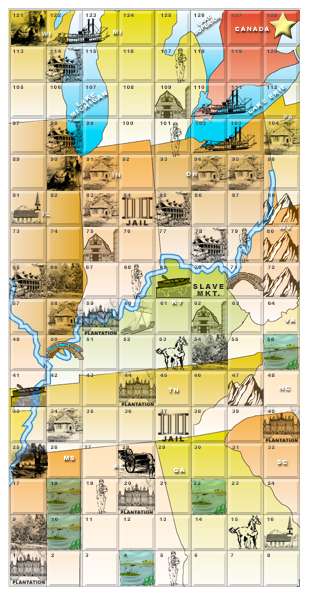 121 122 123 124 125 126 127 128
WI MI CANADA
113 114 115 116 117 118 119 120
LAKE MICHIGAN
105 106 107 108 109 110 111 112
LAKE ERIE
97 98 99 100 101 102 103 104
PA
89 90 91 92 93 94 95 96
IN OH
81 82 83 84 85 86 87 88
IL JAIL
73 74 75 76 77 78 79 80
WV
65 66 67 68 69 70 71 72
SLAVE MKT.
57 58 59 60 61 62 63 64
PLANTATION KY VA
49 50 51 52 53 54 55 56
41 42 43 44 45 46 47 48
PLANTATION TN NC
33 34 35 36 37 38 39 40
JAIL PLANTATION
25 26 27 28 29 30 31 32
MS GA SC
17 18 19 20 21 22 23 24
PLANTATION
9 10 11 12 13 14 15 16
2 3 4 5 6 7 8
PLANTATION